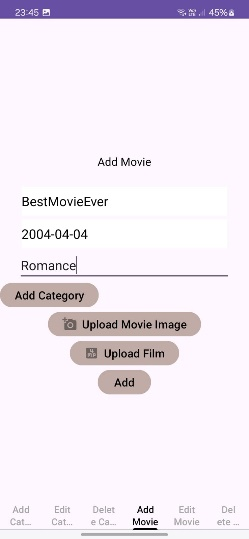 23:45 45%
Add Movie
BestMovieEver
2004-04-04
Romance
Add Category
Upload Movie Image
Upload Film
Add
Add Edit Delet Add Edit Del
Cat... Cat... e Ca... Movie Movie ete ...